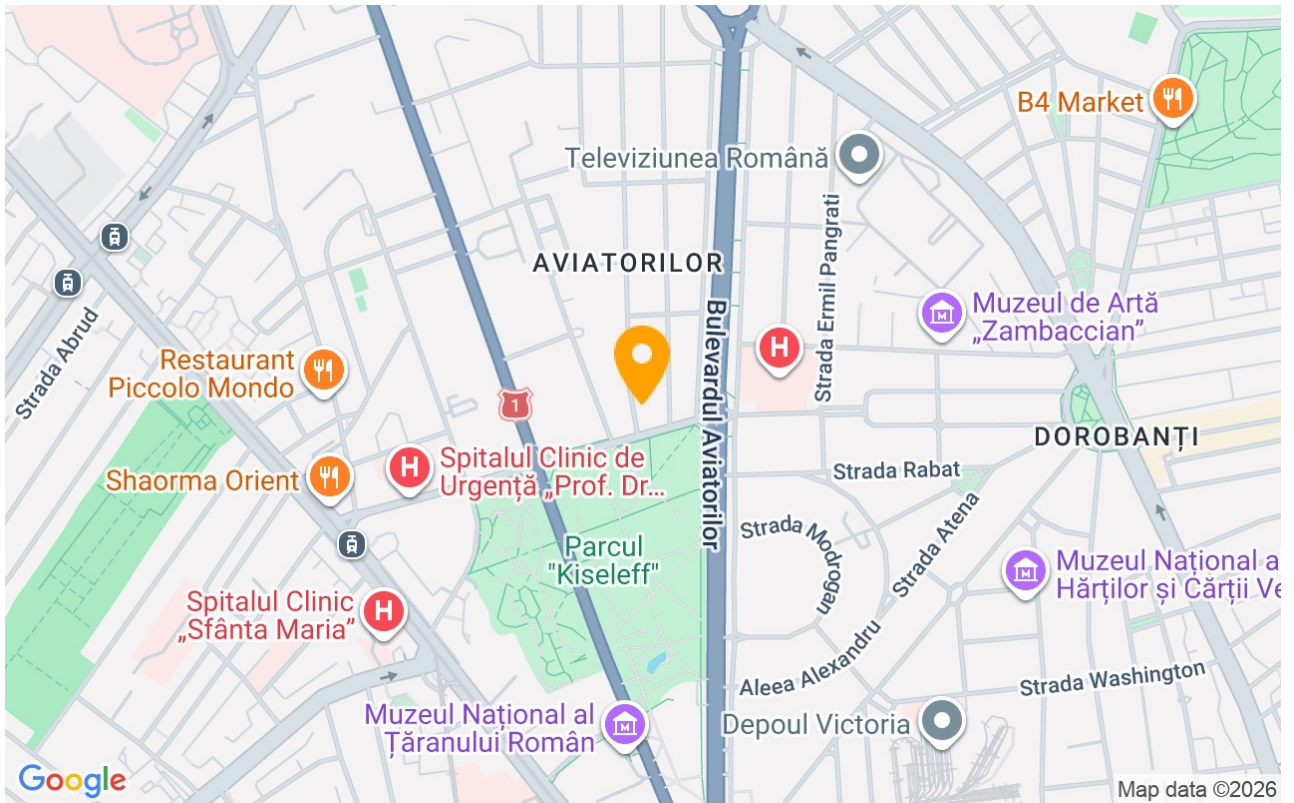 B4 Market
Televiziunea Română
Strada Ermil Pangrati
AVIATORILOR
Bulevardul Aviatorilor
Muzeul de Artă
„Zambaccian”
Strada Abrud
Restaurant
Piccolo Mondo
1
H
DOROBANȚI
Shaorma Orient
H
Spitalul Clinic de
Urgență „Prof. Dr...
Strada Rabat
Strada Modrogan
Strada Atena
Parcul
"Kiseleff"
Muzeul Național a
Hărților și Cărții Ve
Spitalul Clinic
„Sfânta Maria”
H
Aleea Alexandru
Strada Washington
Muzeul Național al
Țăranului Român
M
Depoul Victoria
Google
Map data ©2026